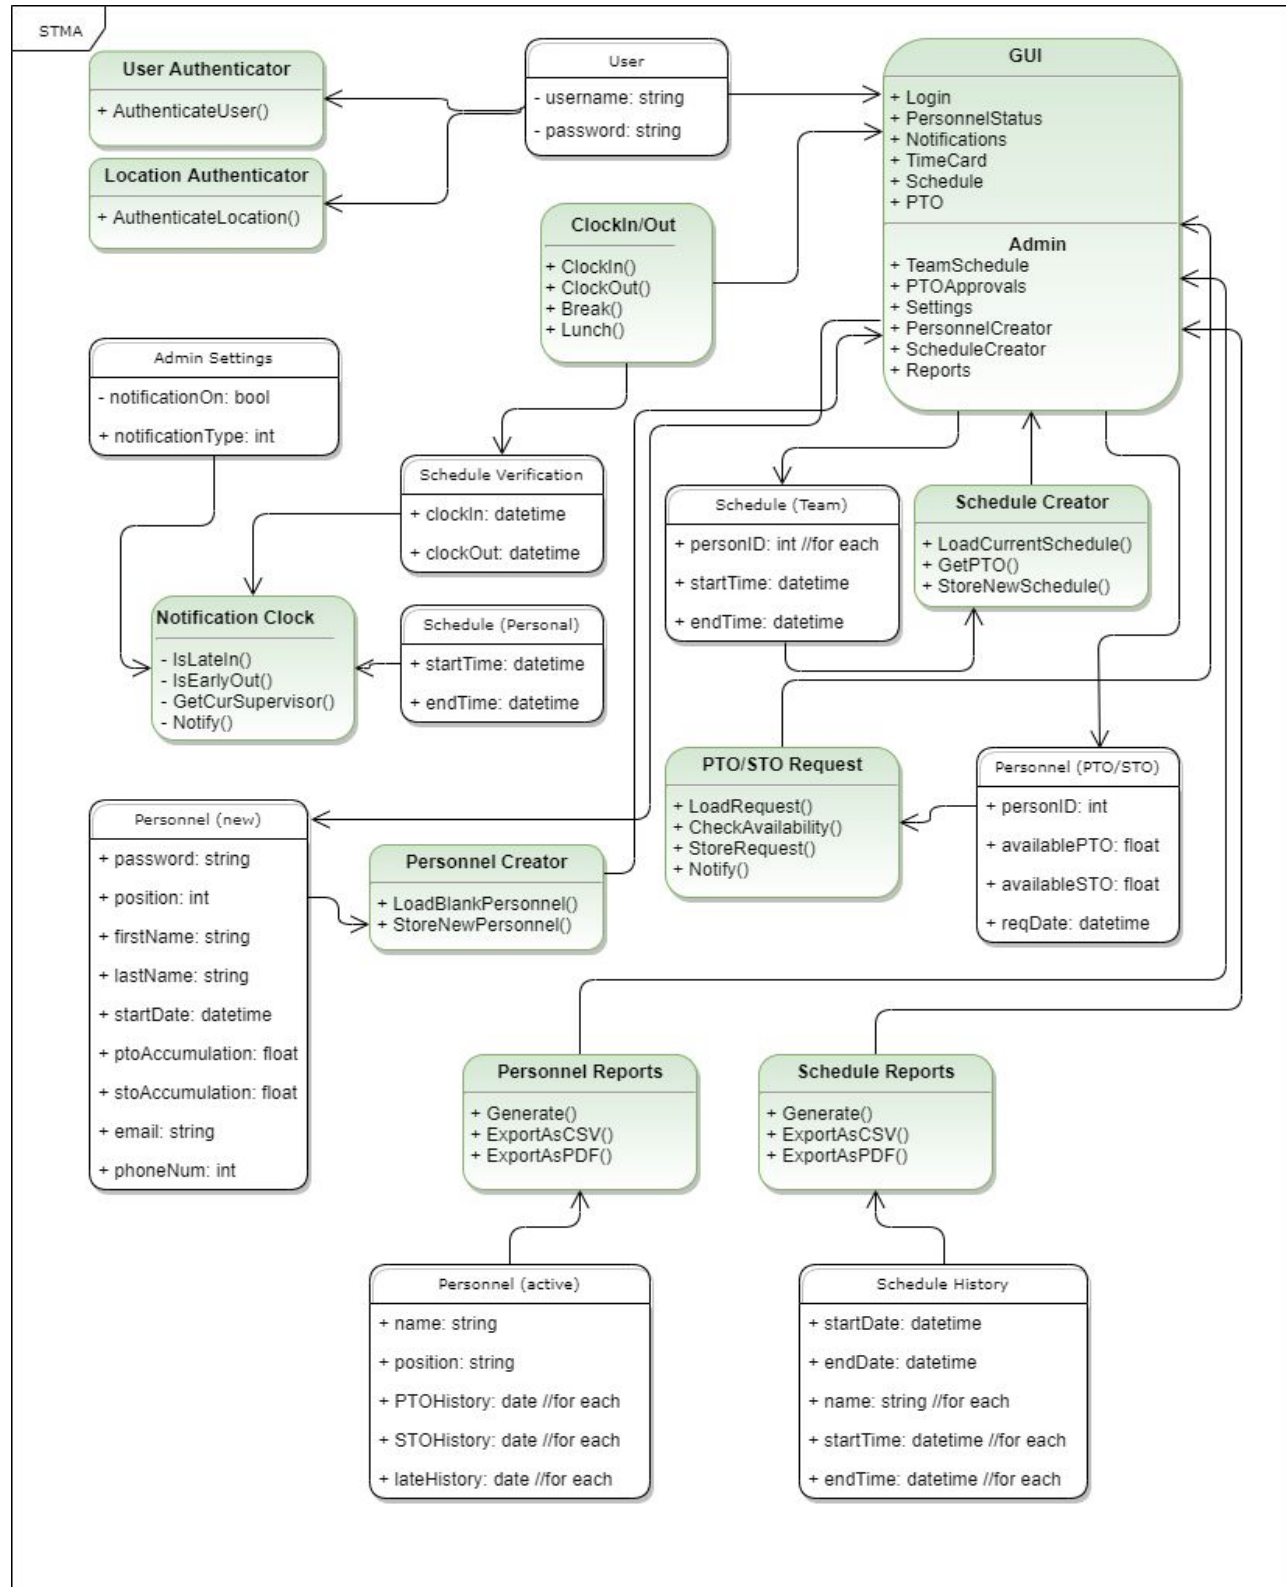 STMA
User Authenticator
+ AuthenticateUser()
Location Authenticator
+ AuthenticateLocation()
User
- username: string
- password: string
GUI
+ Login
+ PersonnelStatus
+ Notifications
+ TimeCard
+ Schedule
+ PTO
Admin
+ TeamSchedule
+ PTOApprovals
+ Settings
+ PersonnelCreator
+ ScheduleCreator
+ Reports
ClockIn/Out
+ ClockIn()
+ ClockOut()
+ Break()
+ Lunch()
Admin Settings
- notificationOn: bool
+ notificationType: int
Schedule Verification
+ clockIn: datetime
+ clockOut: datetime
Schedule (Team)
+ personID: int //for each
+ startTime: datetime
+ endTime: datetime
Schedule Creator
+ LoadCurrentSchedule()
+ GetPTO()
+ StoreNewSchedule()
Notification Clock
- IsLateIn()
- IsEarlyOut()
- GetCurSupervisor()
- Notify()
Schedule (Personal)
+ startTime: datetime
+ endTime: datetime
PTO/STO Request
+ LoadRequest()
+ CheckAvailability()
+ StoreRequest()
+ Notify()
Personnel (PTO/STO)
+ personID: int
+ availablePTO: float
+ availableSTO: float
+ reqDate: datetime
Personnel (new)
+ password: string
+ position: int
+ firstName: string
+ lastName: string
+ startDate: datetime
+ ptoAccumulation: float
+ stoAccumulation: float
+ email: string
+ phoneNum: int
Personnel Creator
+ LoadBlankPersonnel()
+ StoreNewPersonnel()
Personnel Reports
+ Generate()
+ ExportAsCSV()
+ ExportAsPDF()
Schedule Reports
+ Generate()
+ ExportAsCSV()
+ ExportAsPDF()
Personnel (active)
+ name: string
+ position: string
+ PTOHistory: date //for each
+ STOHistory: date //for each
+ lateHistory: date //for each
Schedule History
+ startDate: datetime
+ endDate: datetime
+ name: string //for each
+ startTime: datetime //for each
+ endTime: datetime //for each